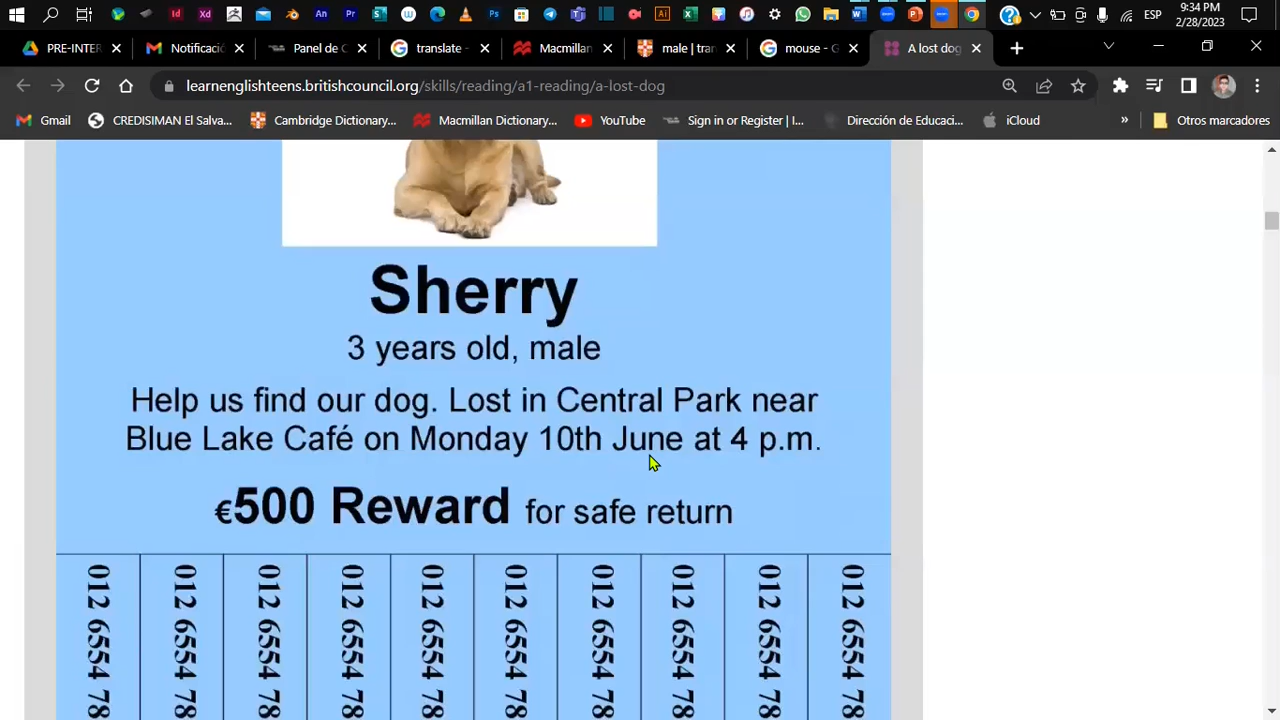 ESP
9:34 PM
2/28/2023
PRE-INTER
Notificació
Panel de C
translate -
Macmillan
male | tran
mouse - G
A lost dog
learnenglishteens.britishcouncil.org/skills/reading/a1-reading/a-lost-dog
Gmail
CREDISIMAN El Salva...
Cambridge Dictionary...
Macmillan Dictionary...
YouTube
Sign in or Register | I...
Dirección de Educaci...
iCloud
»
Otros marcadores
Sherry
3 years old, male
Help us find our dog. Lost in Central Park near
Blue Lake Café on Monday 10th June at 4 p.m.
€500 Reward for safe return
012 6554 78
012 6554 78
012 6554 78
012 6554 78
012 6554 78
012 6554 78
012 6554 78
012 6554 78
012 6554 78
012 6554 78